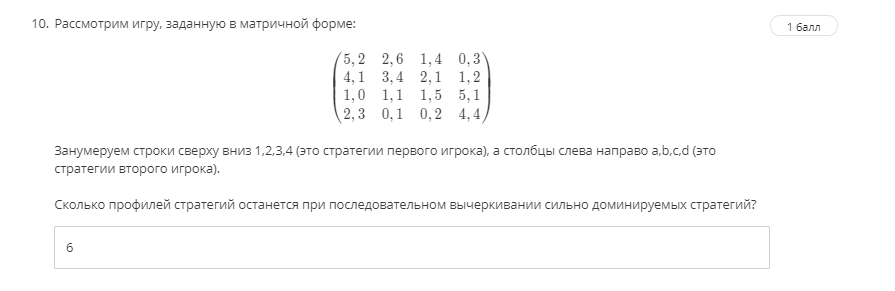 10. Рассмотрим игру, заданную в матричной форме:
1 балл
5, 2 2, 6 1, 4 0, 3
4, 1 3, 4 2, 1 1, 2
1, 0 1, 1 1, 5 5, 1
2, 3 0, 1 0, 2 4, 4
Занумеруем строки сверху вниз 1,2,3,4 (это стратегии первого игрока), а столбцы слева направо a,b,c,d (это
стратегии второго игрока).
Сколько профилей стратегий останется при последовательном вычеркивании сильно доминируемых стратегий?
6